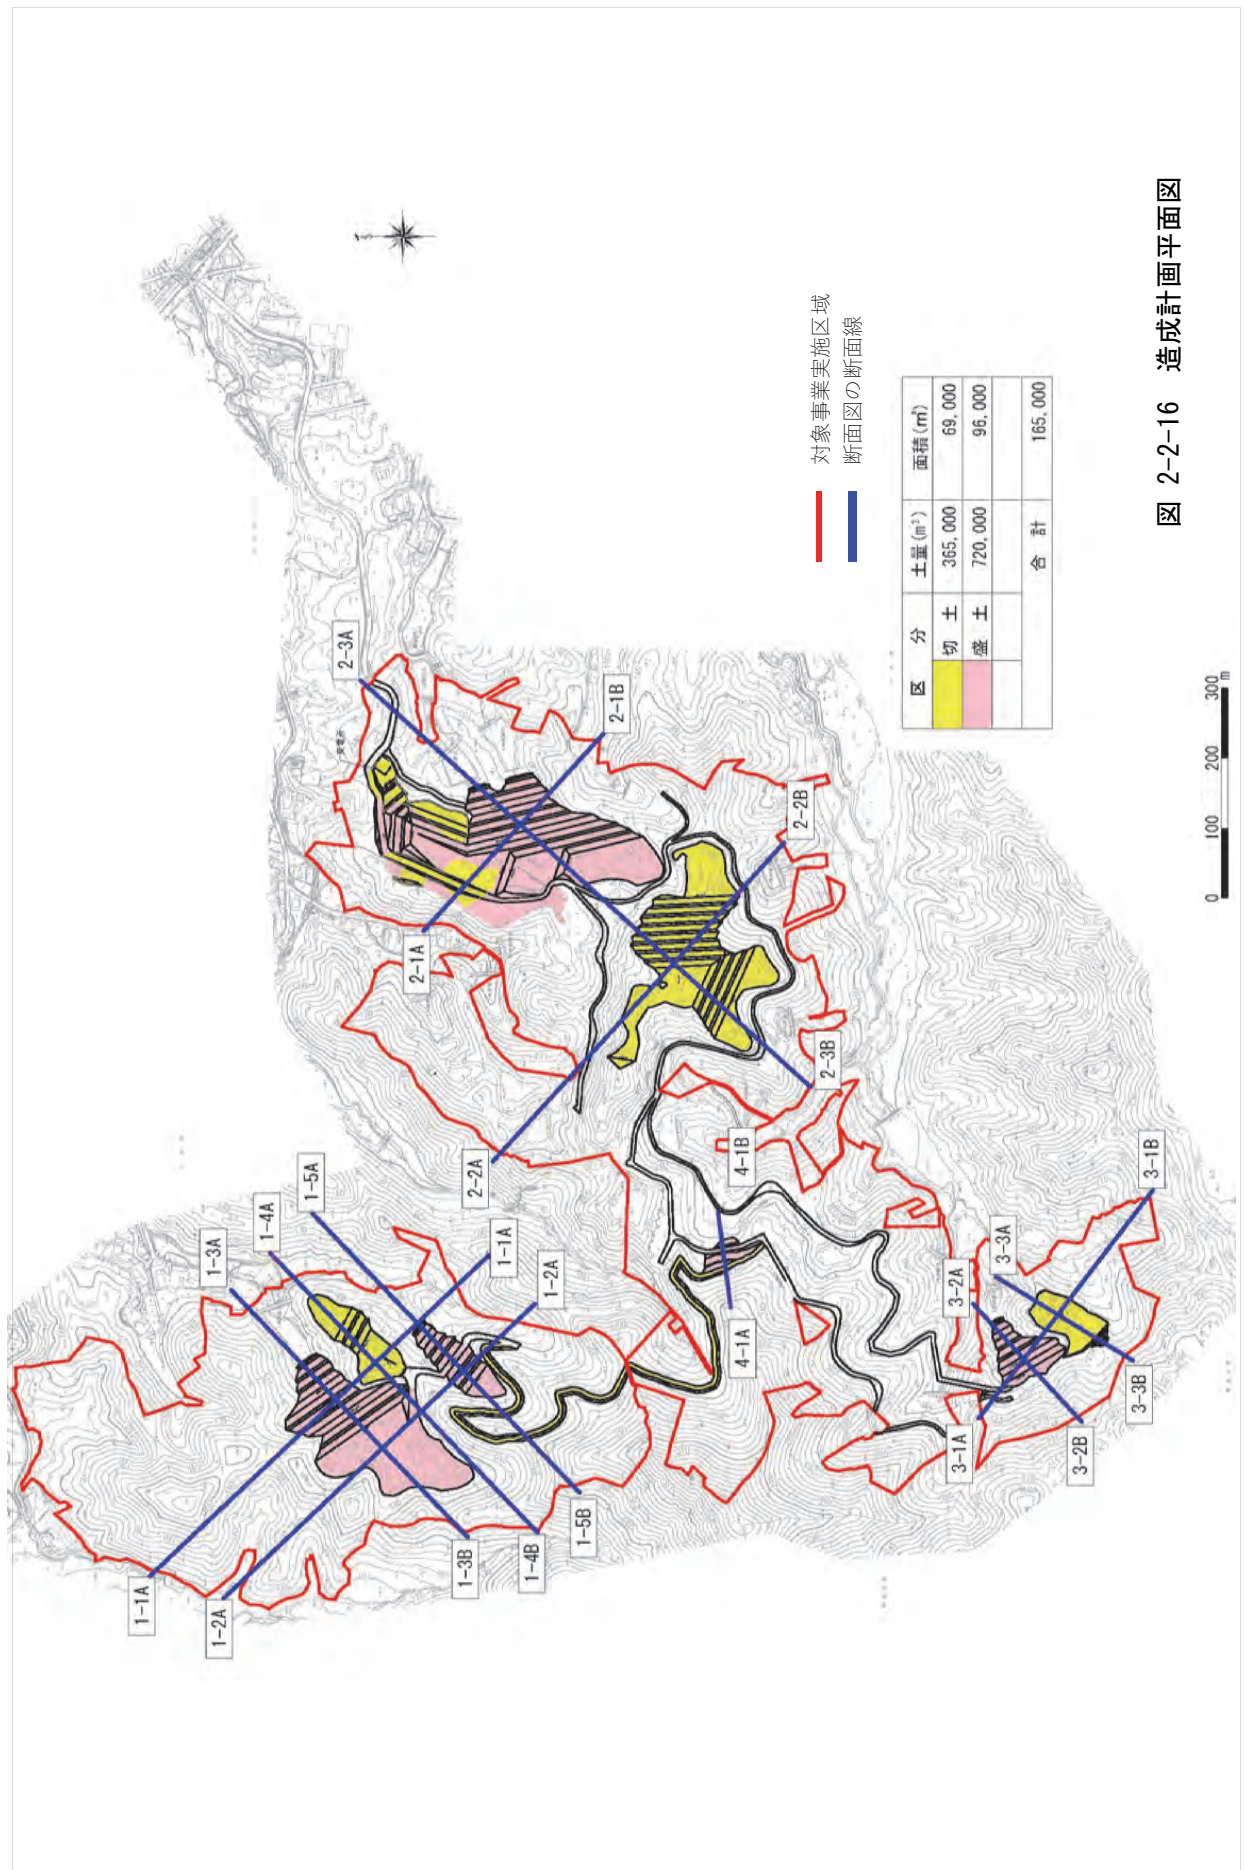 1-1A
1-2A
1-3B
1-4B
1-5B
1-3A
1-4A
1-5A
1-1A
1-2A
2-2A
2-1A
2-3A
2-1B
2-2B
2-3B
4-1B
4-1A
3-1A
3-2A
3-3A
3-1B
3-2B
3-3B
変電所
対象事業実施区域
断面図の断面線
区 分 土量(m³) 面積(㎡)
切 土 365,000 69,000
盛 土 720,000 96,000
合 計 165,000
0 100 200 300 m
図 2-2-16 造成計画平面図